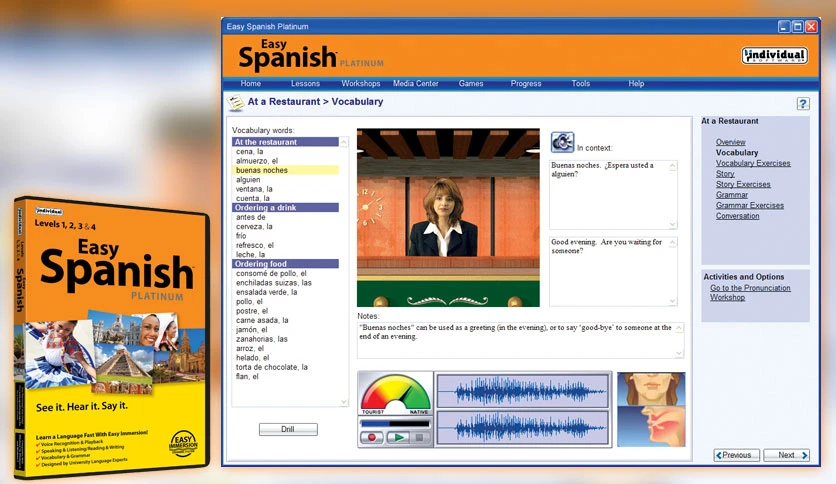 Easy Spanish Platinum
Easy
Spanish
PLATINUM
individual
SOFTWARE
Home Lessons Workshops Media Center Games Progress Tools Help
At a Restaurant > Vocabulary
?
Vocabulary words:
At the restaurant
cena, la
almuerzo, el
buenas noches
alguien
ventana, la
cuenta, la
Ordering a drink
antes de
cerveza, la
frío
refresco, el
leche, la
Ordering food
consomé de pollo, el
enchiladas suizas, las
ensalada verde, la
pollo, el
postre, el
carne asada, la
jamón, el
zanahorias, las
arroz, el
helado, el
torta de chocolate, la
flan, el
Drill
In context:
Buenas noches. ¿Espera usted a
alguien?
Good evening. Are you waiting for
someone?
Notes:
"Buenas noches" can be used as a greeting (in the evening), or to say 'good-bye' to someone at the
end of an evening.
TOURIST NATIVE
At a Restaurant
Overview
Vocabulary
Vocabulary Exercises
Story
Story Exercises
Grammar
Grammar Exercises
Conversation
Activities and Options
Go to the Pronunciation
Workshop
Previous Next
individual
Levels 1, 2, 3 & 4
Easy
Spanish
PLATINUM
See it. Hear it. Say it.
Learn a Language Fast With Easy Immersion!
Voice Recognition & Playback
Speaking & Listening/Reading & Writing
Vocabulary & Grammar
Designed by University Language Experts
EASY
IMMERSION
Spanish